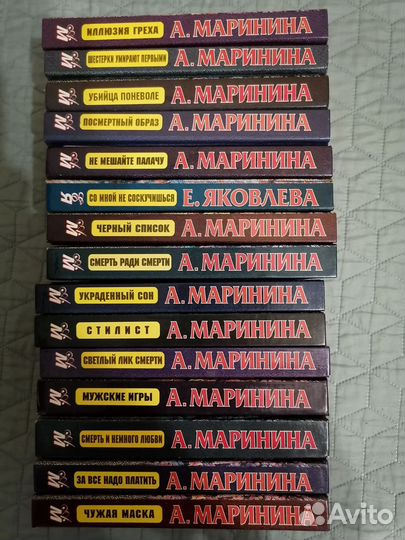 ИЛЛЮЗИЯ ГРЕХА А. МАРИНИНА
ШЕСТЕРКИ УМИРАЮТ ПЕРВЫМИ А. МАРИНИНА
УБИЙЦА ПОНЕВОЛЕ А. МАРИНИНА
ПОСМЕРТНЫЙ ОБРАЗ А. МАРИНИНА
НЕ МЕШАЙТЕ ПАЛАЧУ А. МАРИНИНА
СО МНОЙ НЕ СОСКУЧИШЬСЯ Е. ЯКОВЛЕВА
ЧЕРНЫЙ СПИСОК А. МАРИНИНА
СМЕРТЬ РАДИ СМЕРТИ А. МАРИНИНА
УКРАДЕННЫЙ СОН А. МАРИНИНА
СТИЛИСТ А. МАРИНИНА
СВЕТЛЫЙ ЛИК СМЕРТИ А. МАРИНИНА
МУЖСКИЕ ИГРЫ А. МАРИНИНА
СМЕРТЬ И НЕМНОГО ЛЮБВИ А. МАРИНИНА
ЗА ВСЕ НАДО ПЛАТИТЬ А. МАРИНИНА
ЧУЖАЯ МАСКА А. МАРИНИНА
Avito